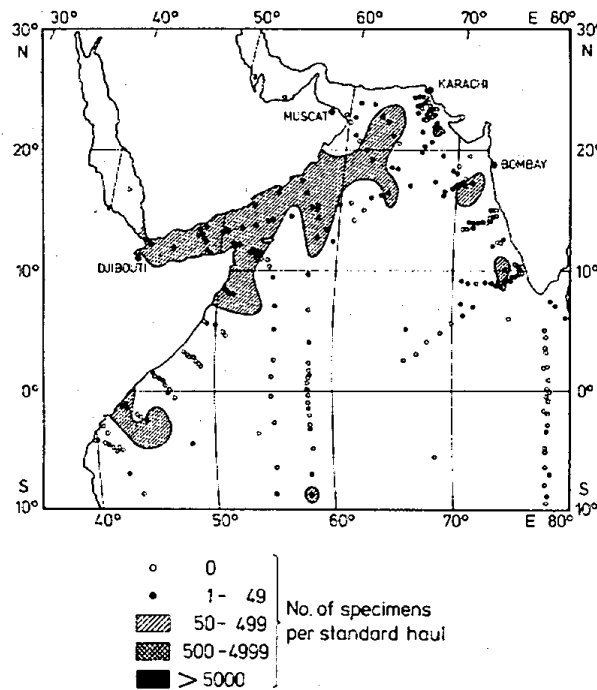 30° 40° 50° 60° 70° E 80°
30° 30°
N N
KARACHI
MUSCAT
20° 20°
BOMBAY
DJIBOUTI
10° 10°
0° 0°
S S
10° 10°
40° 50° 60° 70° E 80°
0
1 - 49
50 - 499
500 - 4999
> 5000
No. of specimens
per standard haul